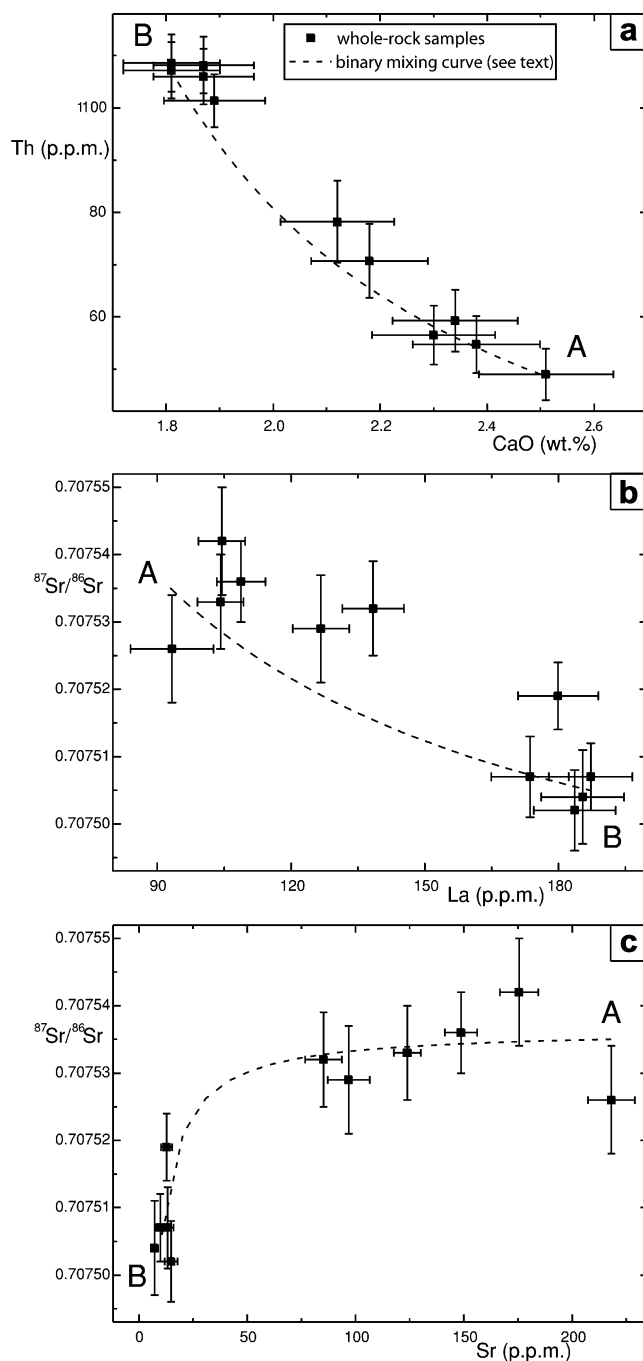 B
a
■ whole-rock samples
binary mixing curve (see text)
1100
Th (p.p.m.)
80
60
A
1.8 2.0 2.2 2.4 2.6
CaO (wt.%)
b
0.70755
0.70754
A
⁸⁷Sr/⁸⁶Sr
0.70753
0.70752
0.70751
0.70750
B
90 120 150 180
La (p.p.m.)
c
0.70755
0.70754
⁸⁷Sr/⁸⁶Sr
A
0.70753
0.70752
0.70751
0.70750
B
0 50 100 150 200
Sr (p.p.m.)